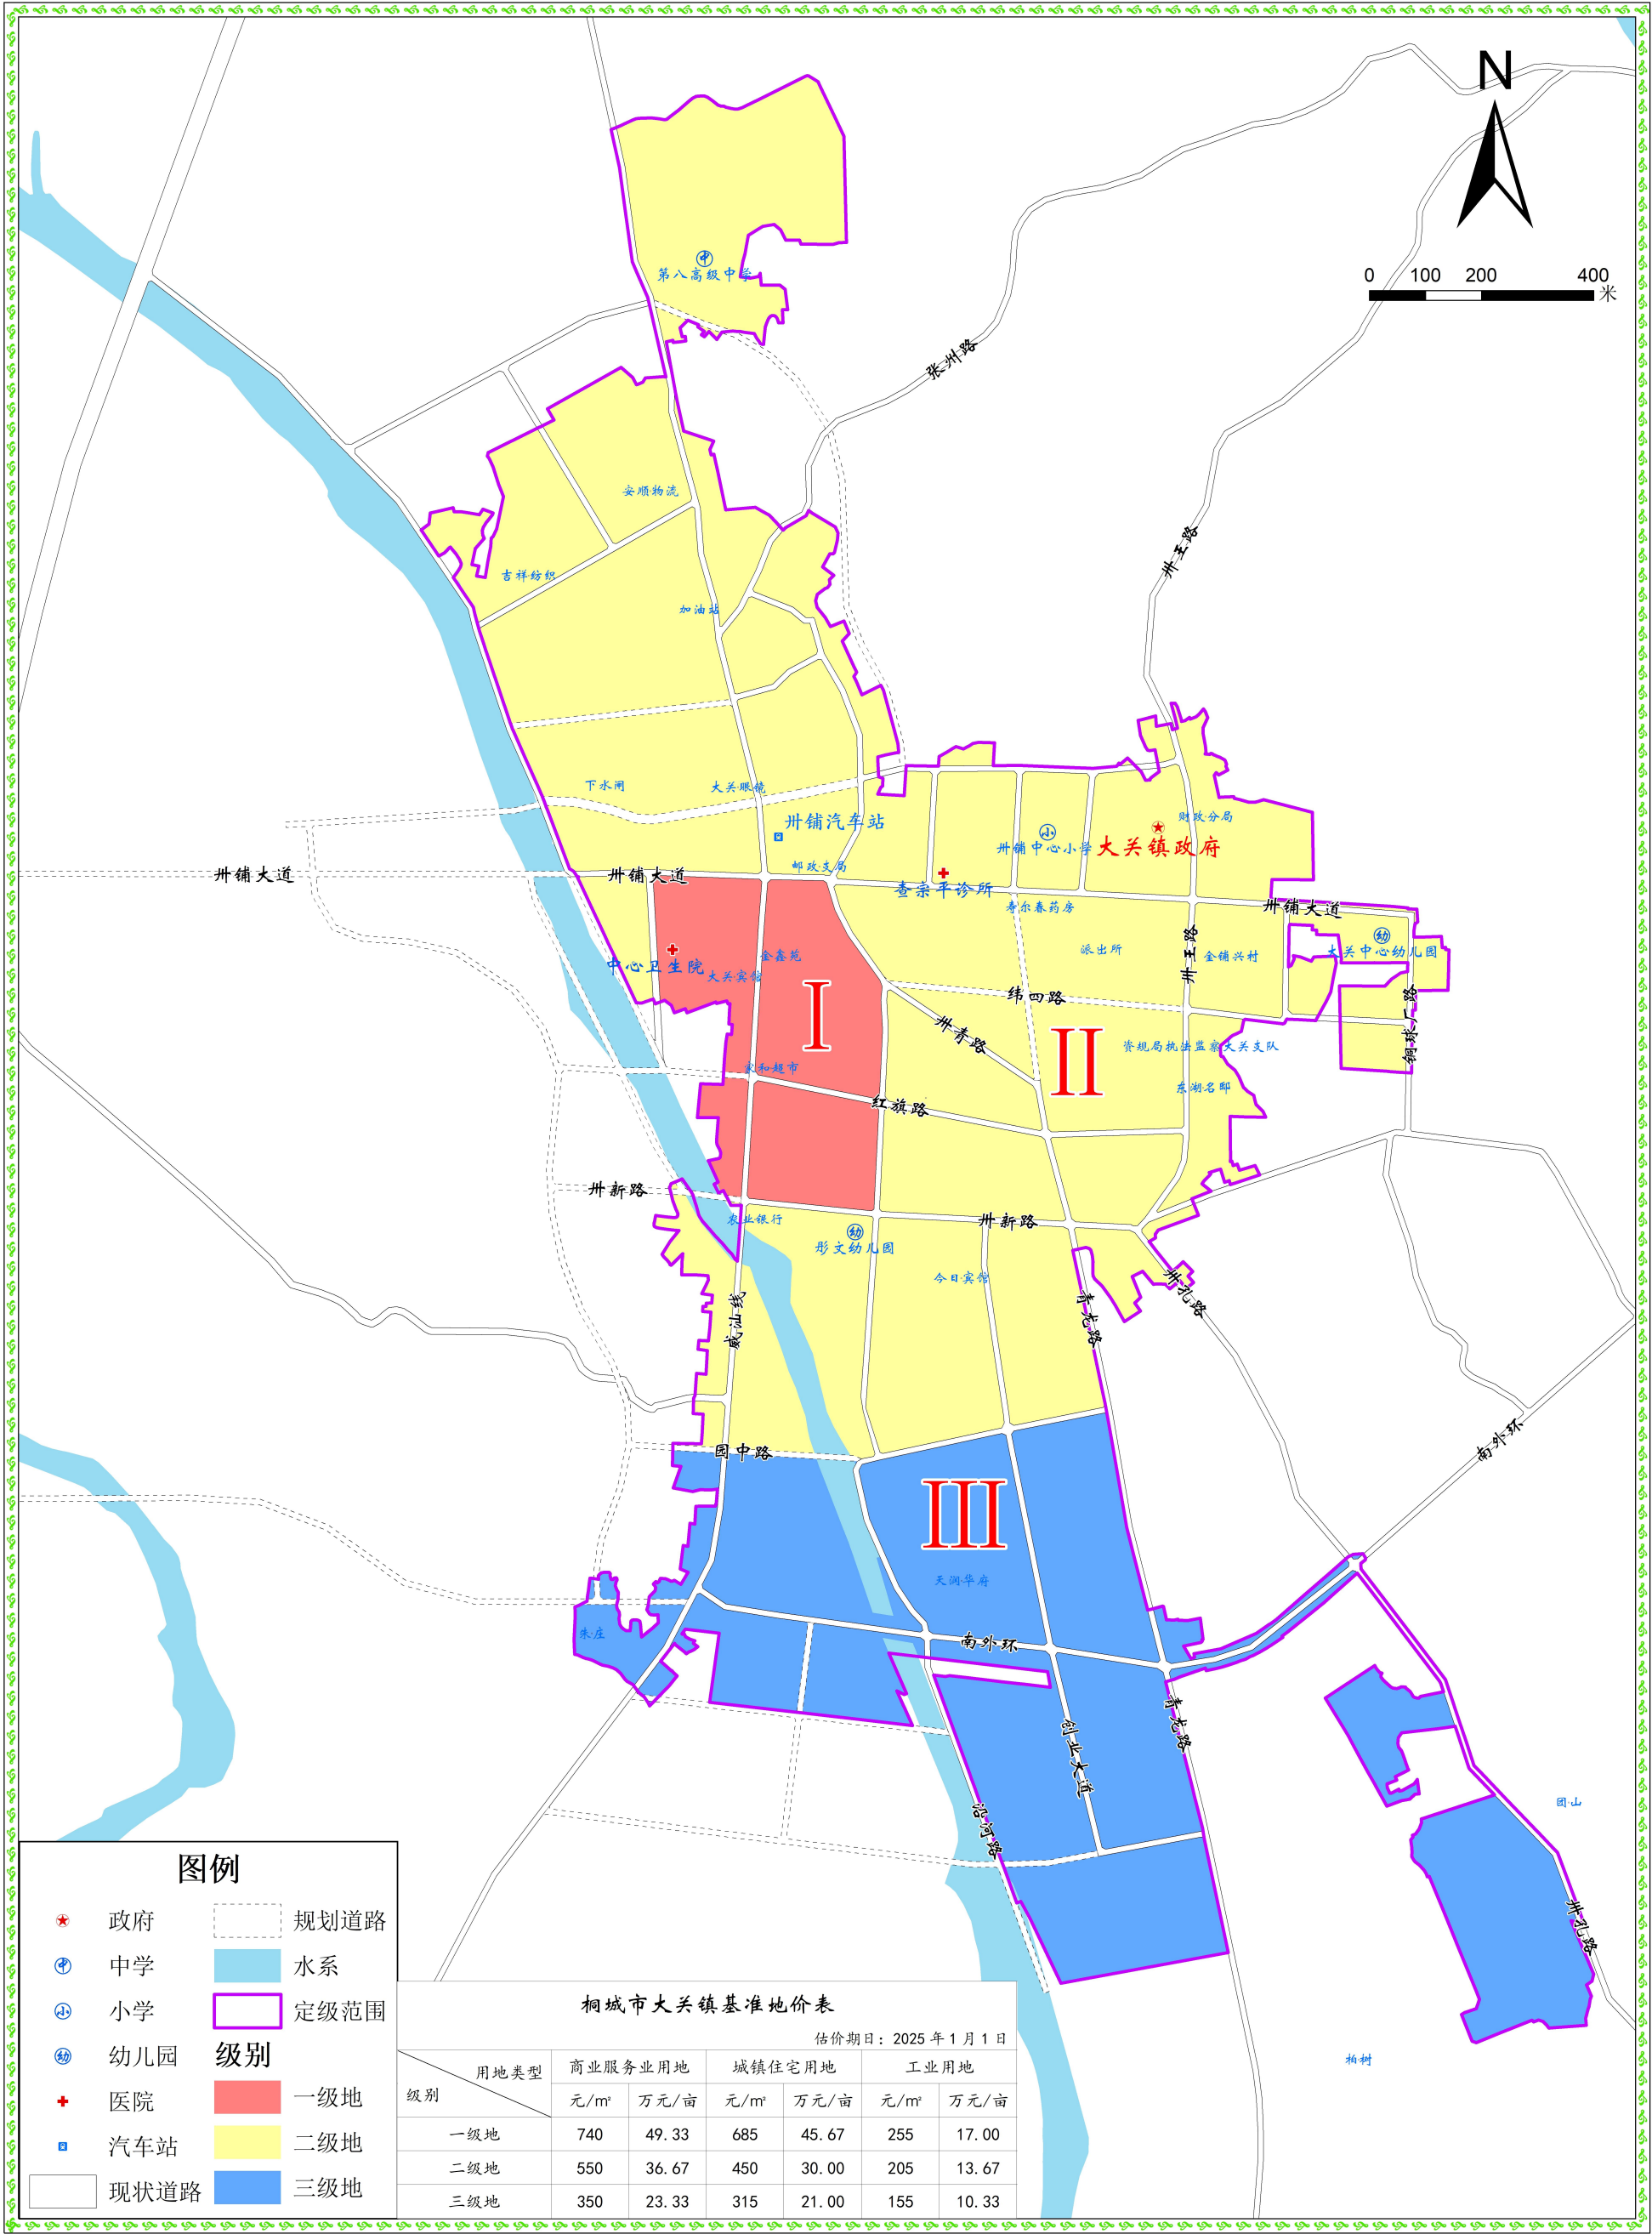 N
0 100 200 400
米
第八高级中学
张州路
安顺物流
卅王路
吉祥纺织
加油站
下水闸
大关眼镜
卅铺汽车站
财政分局
卅铺中心小学
大关镇政府
邮政支局
卅铺大道
卅铺大道
查宗平诊所
寿尔春药房
卅铺大道
卅王路
派出所
金铺兴村
大关中心幼儿园
中心卫生院
大关宾馆
金鑫苑
I
纬四路
卅青路
II
铜球厂路
资规局执法监察大关支队
家和超市
东湖名邸
红旗路
卅新路
农业银行
彤文幼儿园
卅新路
今日宾馆
卅孔路
青龙路
威汕线
园中路
南外环
III
天润华府
朱庄
南外环
青龙路
创业大道
沿河路
团山
卅孔路
柏树
图例
政府
规划道路
中学
水系
小学
定级范围
幼儿园
级别
医院
一级地
汽车站
二级地
现状道路
三级地
桐城市大关镇基准地价表
估价期日：2025年1月1日
用地类型 商业服务业用地 城镇住宅用地 工业用地
级别 元/㎡ 万元/亩 元/㎡ 万元/亩 元/㎡ 万元/亩
一级地 740 49.33 685 45.67 255 17.00
二级地 550 36.67 450 30.00 205 13.67
三级地 350 23.33 315 21.00 155 10.33